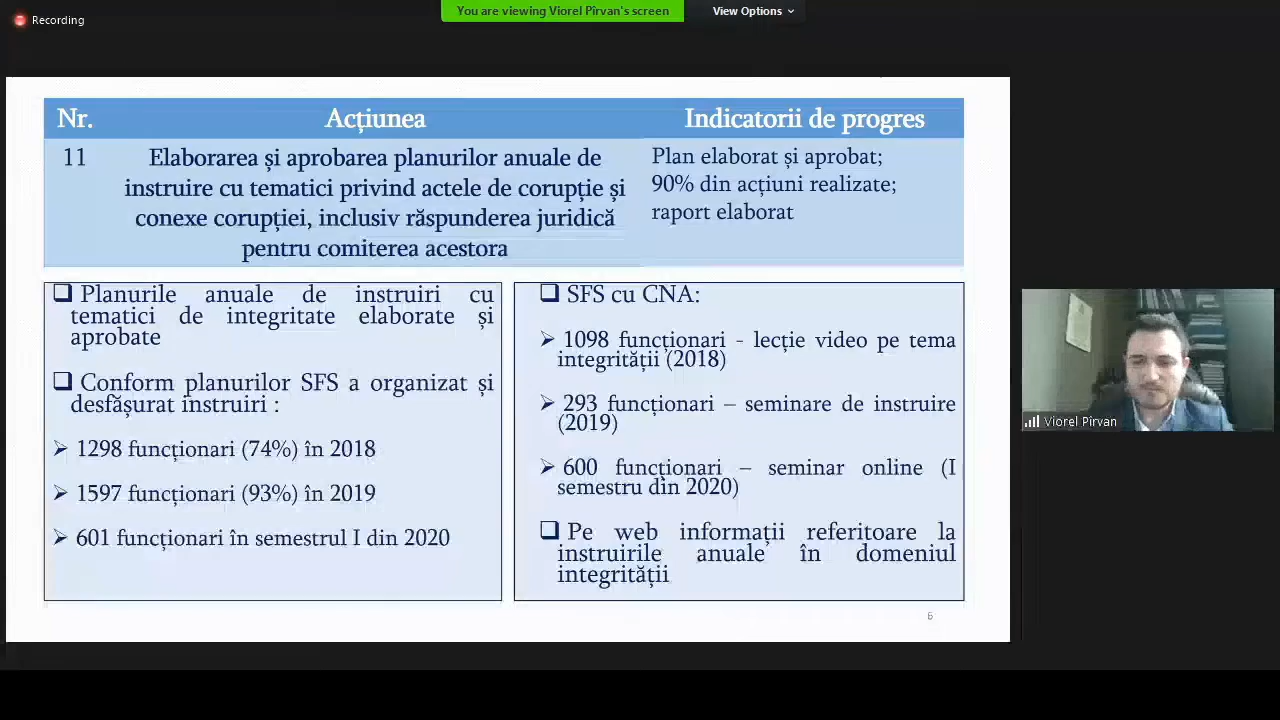 Recording
You are viewing Viorel Pîrvan's screen
View Options
Nr.
Acțiunea
Indicatorii de progres
11
Elaborarea și aprobarea planurilor anuale de
instruire cu tematici privind actele de corupție și
conexe corupției, inclusiv răspunderea juridică
pentru comiterea acestora
Plan elaborat și aprobat;
90% din acțiuni realizate;
raport elaborat
Planurile anuale de instruiri cu
tematici de integritate elaborate și
aprobate
Conform planurilor SFS a organizat și
desfășurat instruiri :
1298 funcționari (74%) în 2018
1597 funcționari (93%) în 2019
601 funcționari în semestrul I din 2020
SFS cu CNA:
1098 funcționari - lecție video pe tema
integrității (2018)
293 funcționari – seminare de instruire
(2019)
600 funcționari – seminar online (I
semestru din 2020)
Pe web informații referitoare la
instruirile anuale în domeniul
integrității
6
Viorel Pîrvan